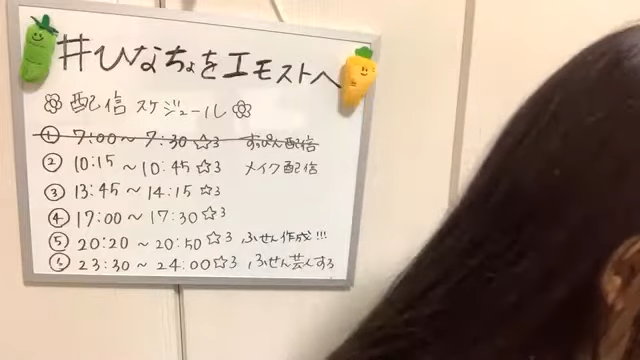 #ひなちょをエモストへ
配信スケジュール
① 7:00～7:30☆3 すっぴん配信
② 10:15～10:45☆3 メイク配信
③ 13:45～14:15☆3
④ 17:00～17:30☆3
⑤ 20:20～20:50☆3 ふせん作成!!!
⑥ 23:30～24:00☆3 ふせん芸人する